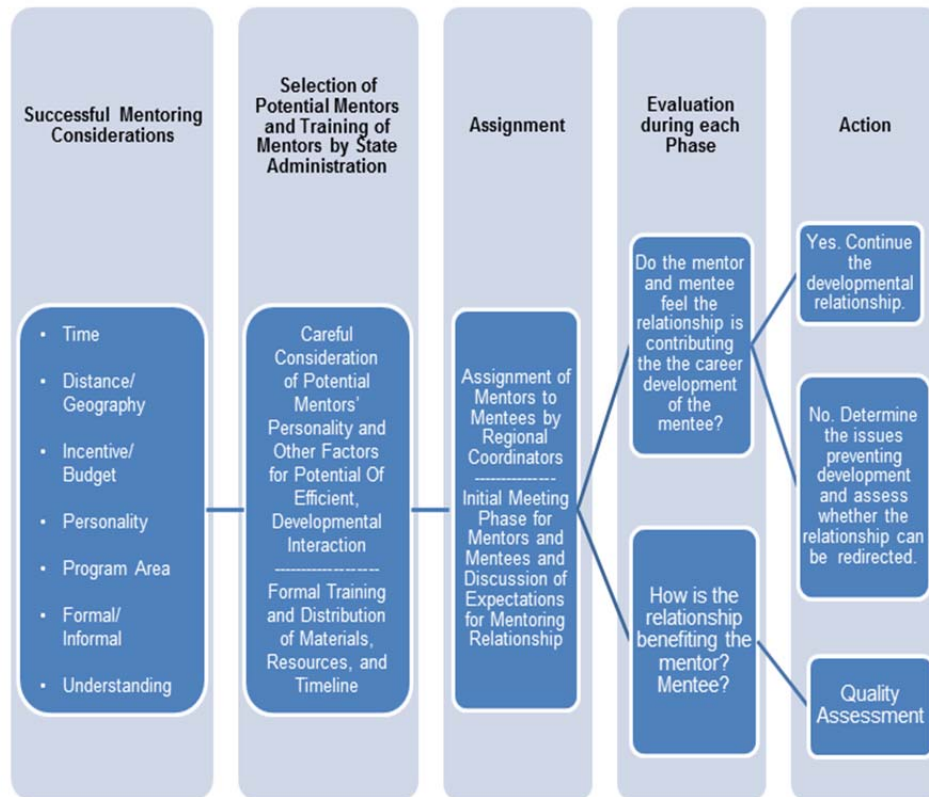 Successful Mentoring
Considerations
Selection of
Potential Mentors
and Training of
Mentors by State
Administration
Assignment
Evaluation
during each
Phase
Action
• Time
• Distance/
Geography
• Incentive/
Budget
• Personality
• Program Area
• Formal/
Informal
• Understanding
Careful
Consideration
of Potential
Mentors’
Personality and
Other Factors
for Potential Of
Efficient,
Developmental
Interaction
---------------------
Formal Training
and Distribution
of Materials,
Resources, and
Timeline
Assignment of
Mentors to
Mentees by
Regional
Coordinators
---------------
Initial Meeting
Phase for
Mentors and
Mentees and
Discussion of
Expectations
for Mentoring
Relationship
Do the mentor
and mentee
feel the
relationship is
contributing
the the career
development
of the
mentee?
How is the
relationship
benefiting the
mentor?
Mentee?
Yes. Continue
the
developmental
relationship.
No. Determine
the issues
preventing
development
and assess
whether the
relationship can
be redirected.
Quality
Assessment